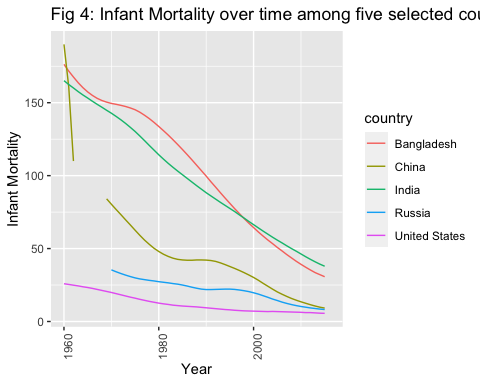 Fig 4: Infant Mortality over time among five selected cou
Infant Mortality
150
100
50
0
1960
1980
2000
Year
country
Bangladesh
China
India
Russia
United States